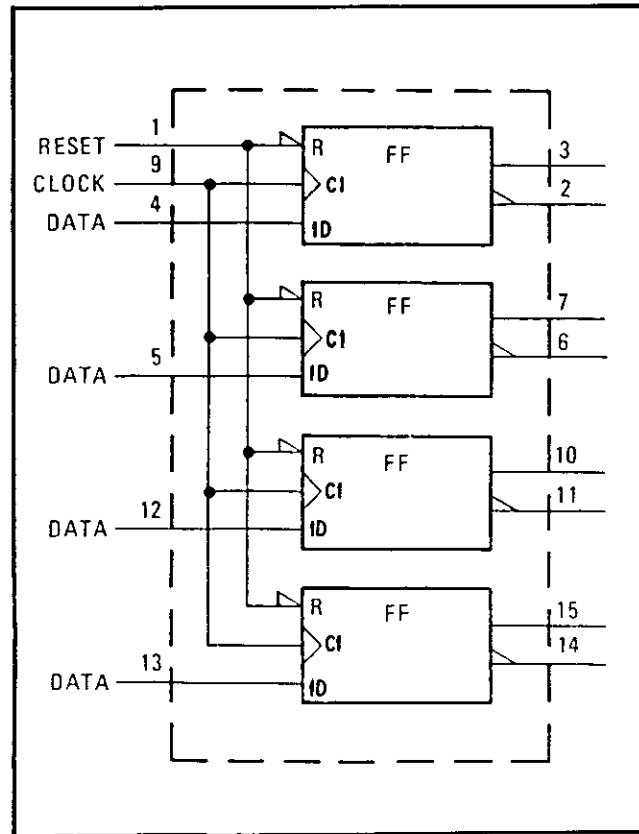 1
RESET
R
FF
3
9
CLOCK
C1
2
4
DATA
1D
R
FF
7
C1
6
5
DATA
1D
R
FF
10
C1
11
12
DATA
1D
R
FF
15
C1
14
13
DATA
1D